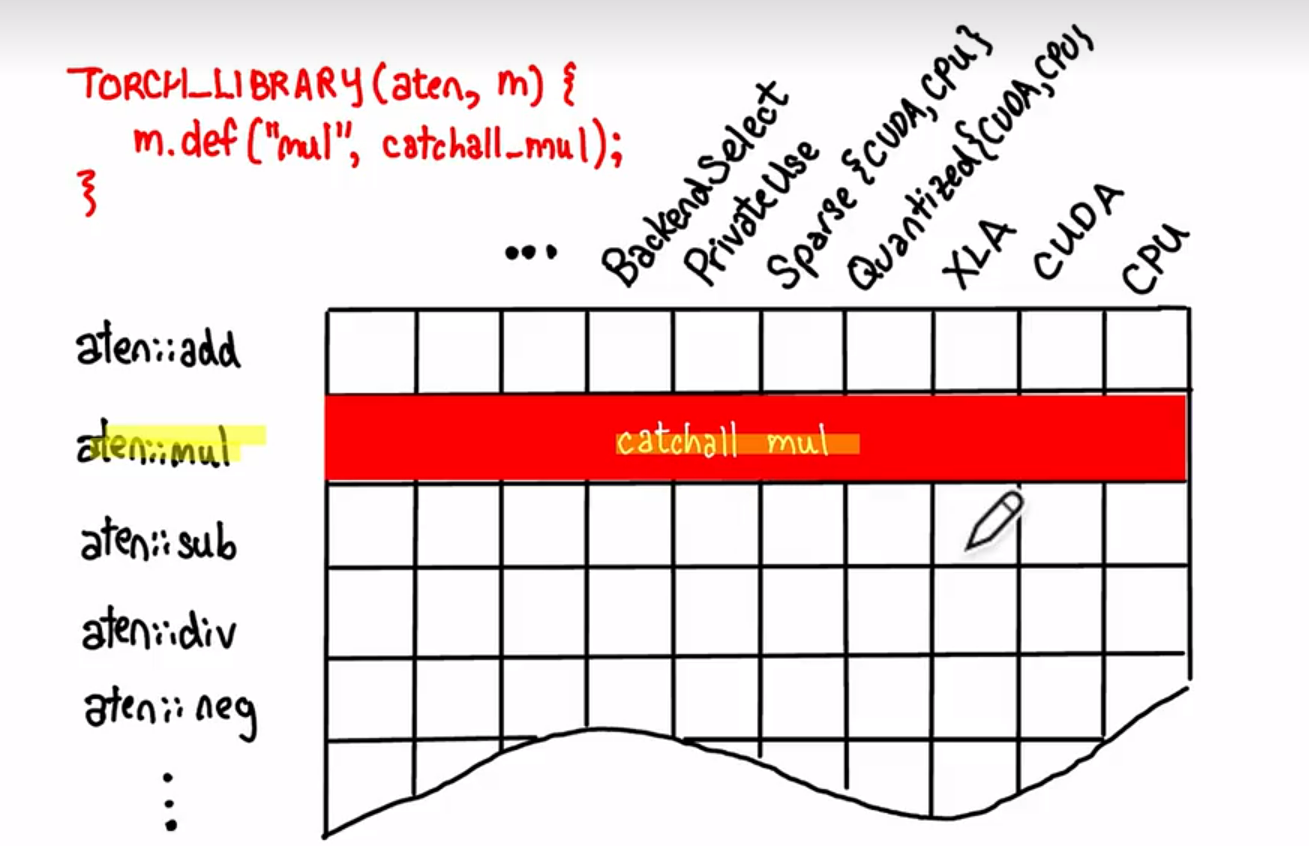 TORCH_LIBRARY(aten, m) {
m.def("mul", catchall_mul);
}
...
BackendSelect
PrivateUse
Sparse {CUDA, CPU}
Quantized{CUDA, CPU}
XLA
CUDA
CPU
aten::add
aten::mul
catchall mul
aten::sub
aten::div
aten::neg
⋮